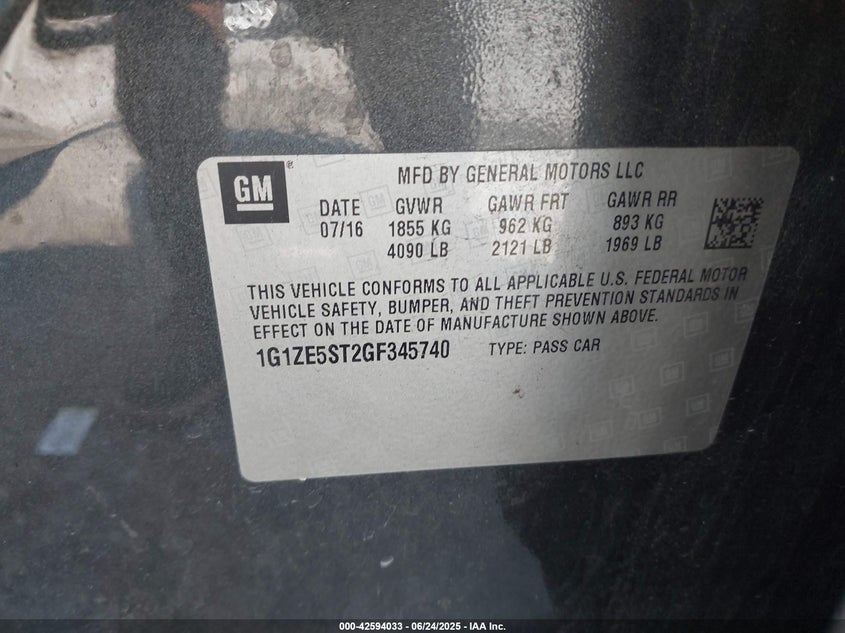 GM
®
MFD BY GENERAL MOTORS LLC
DATE GVWR GAWR FRT GAWR RR
07/16 1855 KG 962 KG 893 KG
4090 LB 2121 LB 1969 LB
THIS VEHICLE CONFORMS TO ALL APPLICABLE U.S. FEDERAL MOTOR
VEHICLE SAFETY, BUMPER, AND THEFT PREVENTION STANDARDS IN
EFFECT ON THE DATE OF MANUFACTURE SHOWN ABOVE.
1G1ZE5ST2GF345740 TYPE: PASS CAR
000-42594033 - 06/24/2025 - IAA Inc.